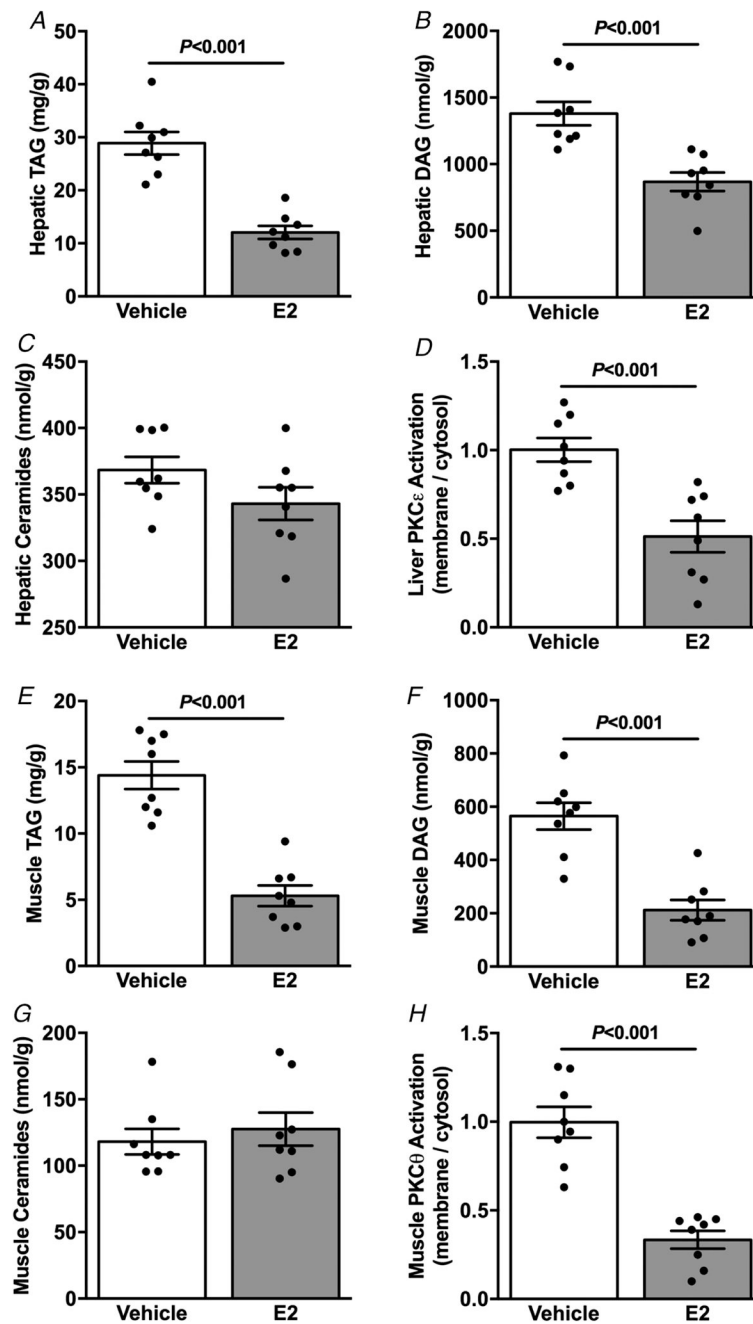 A
Hepatic TAG (mg/g)
50
40
30
20
10
0
P<0.001
Vehicle E2
B
Hepatic DAG (nmol/g)
2000
1500
1000
500
0
P<0.001
Vehicle E2
C
Hepatic Ceramides (nmol/g)
450
400
350
300
250
Vehicle E2
D
Liver PKCε Activation
(membrane / cytosol)
1.5
1.0
0.5
0.0
P<0.001
Vehicle E2
E
Muscle TAG (mg/g)
20
15
10
5
0
P<0.001
Vehicle E2
F
Muscle DAG (nmol/g)
1000
800
600
400
200
0
P<0.001
Vehicle E2
G
Muscle Ceramides (nmol/g)
200
150
100
50
0
Vehicle E2
H
Muscle PKCθ Activation
(membrane / cytosol)
1.5
1.0
0.5
0.0
P<0.001
Vehicle E2